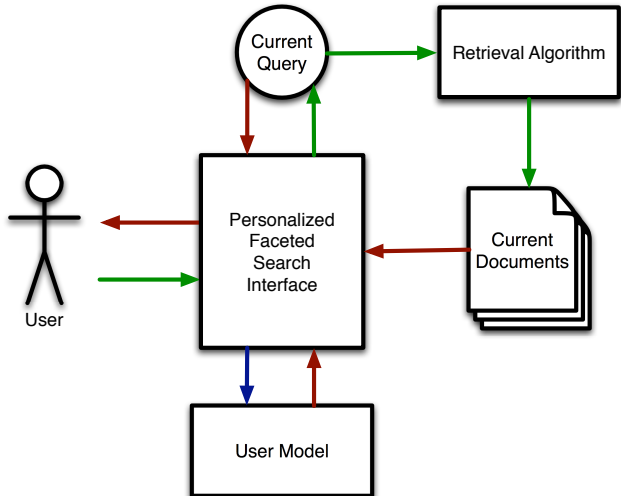 Current
Query
Retrieval Algorithm
Personalized
Faceted
Search
Interface
Current
Documents
User
User Model